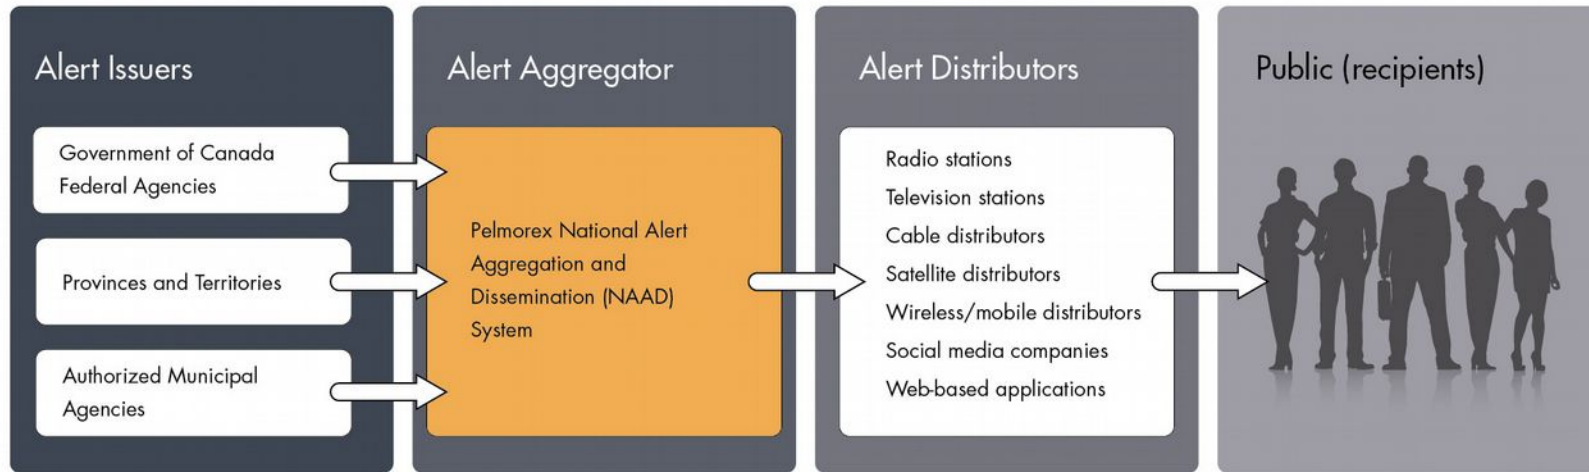 Alert Issuers
Government of Canada
Federal Agencies
Provinces and Territories
Authorized Municipal
Agencies
Alert Aggregator
Pelmorex National Alert
Aggregation and
Dissemination (NAAD)
System
Alert Distributors
Radio stations
Television stations
Cable distributors
Satellite distributors
Wireless/mobile distributors
Social media companies
Web-based applications
Public (recipients)